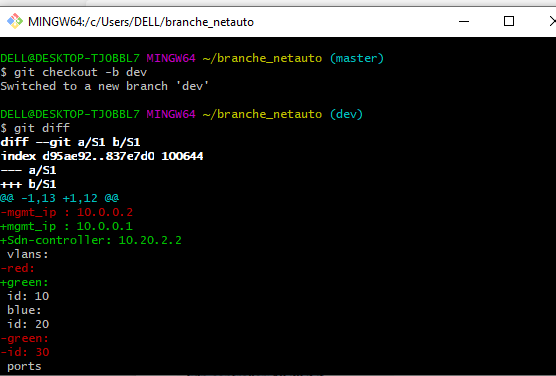 MINGW64:/c/Users/DELL/branche_netauto
DELL@DESKTOP-TJOBBL7 MINGW64 ~/branche_netauto (master)
$ git checkout -b dev
Switched to a new branch 'dev'
DELL@DESKTOP-TJOBBL7 MINGW64 ~/branche_netauto (dev)
$ git diff
diff --git a/S1 b/S1
index d95ae92..837e7d0 100644
--- a/S1
+++ b/S1
@@ -1,13 +1,12 @@
-mgmt_ip : 10.0.0.2
+mgmt_ip : 10.0.0.1
+Sdn-controller: 10.20.2.2
 vlans:
-red:
+green:
 id: 10
 blue:
 id: 20
-green:
-id: 30
 ports